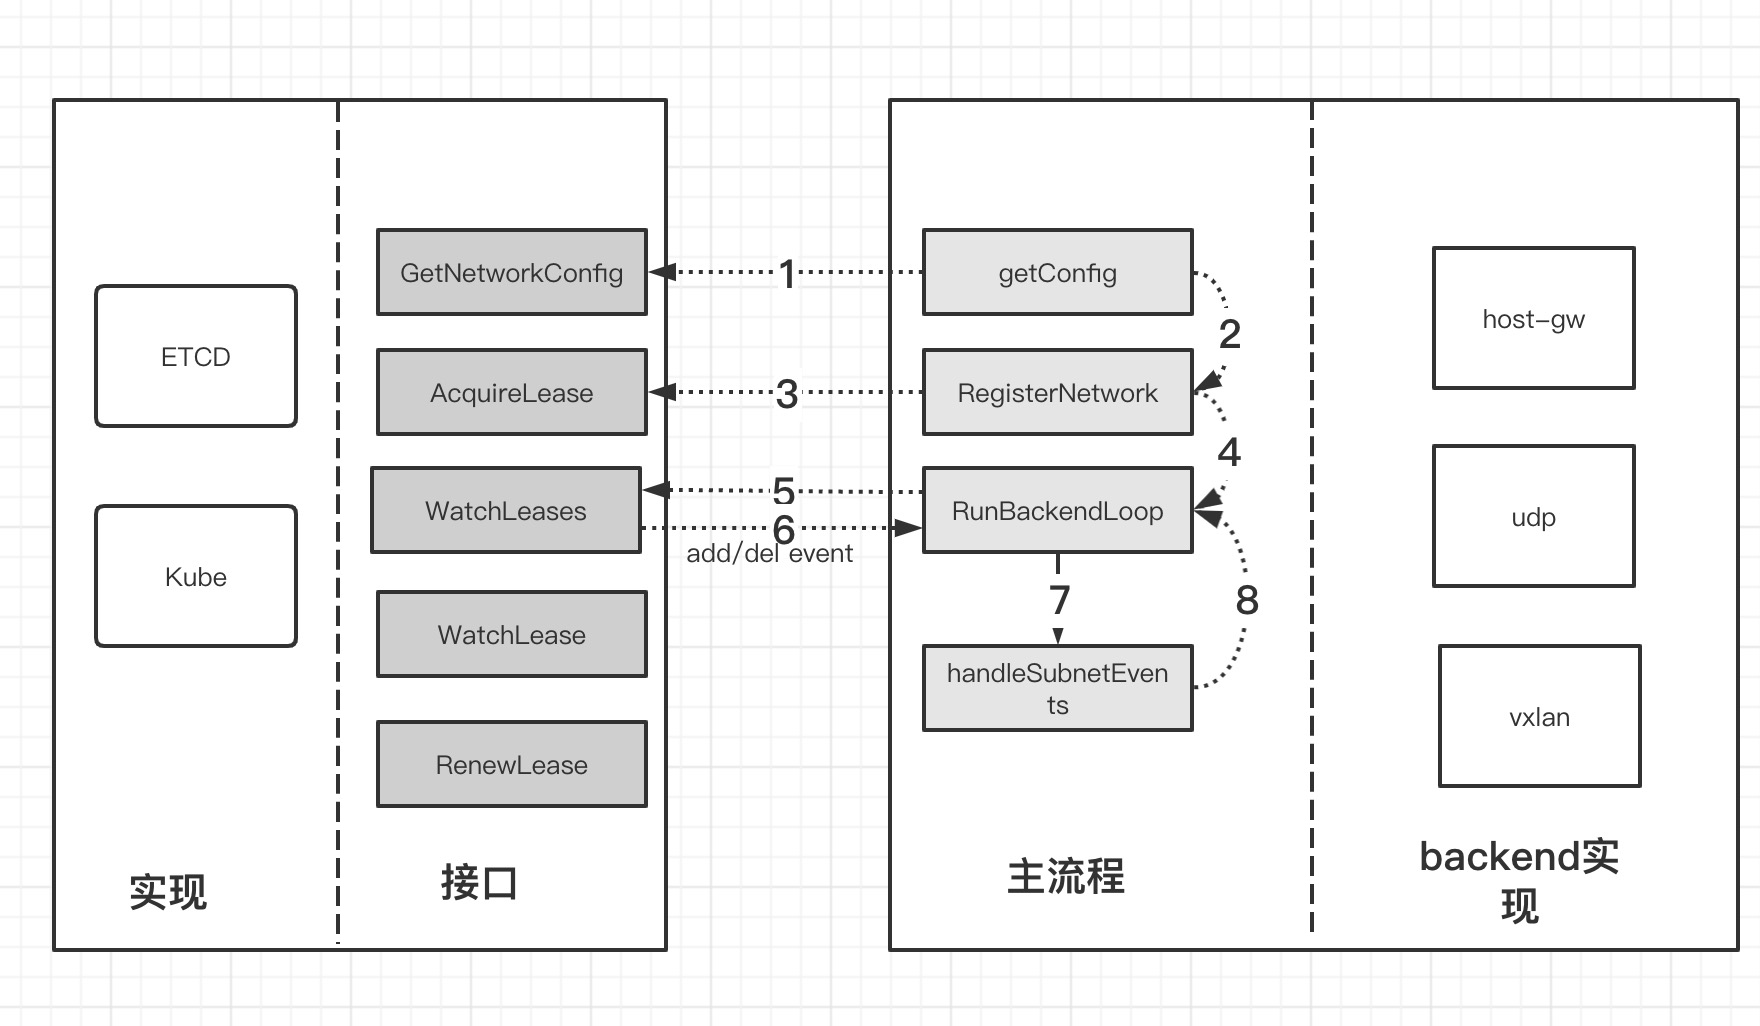 ETCD
Kube
实现
GetNetworkConfig
AcquireLease
WatchLeases
WatchLease
RenewLease
接口
1
3
5
6
add/del event
getConfig
RegisterNetwork
RunBackendLoop
7
handleSubnetEven
ts
2
4
8
主流程
host-gw
udp
vxlan
backend实
现